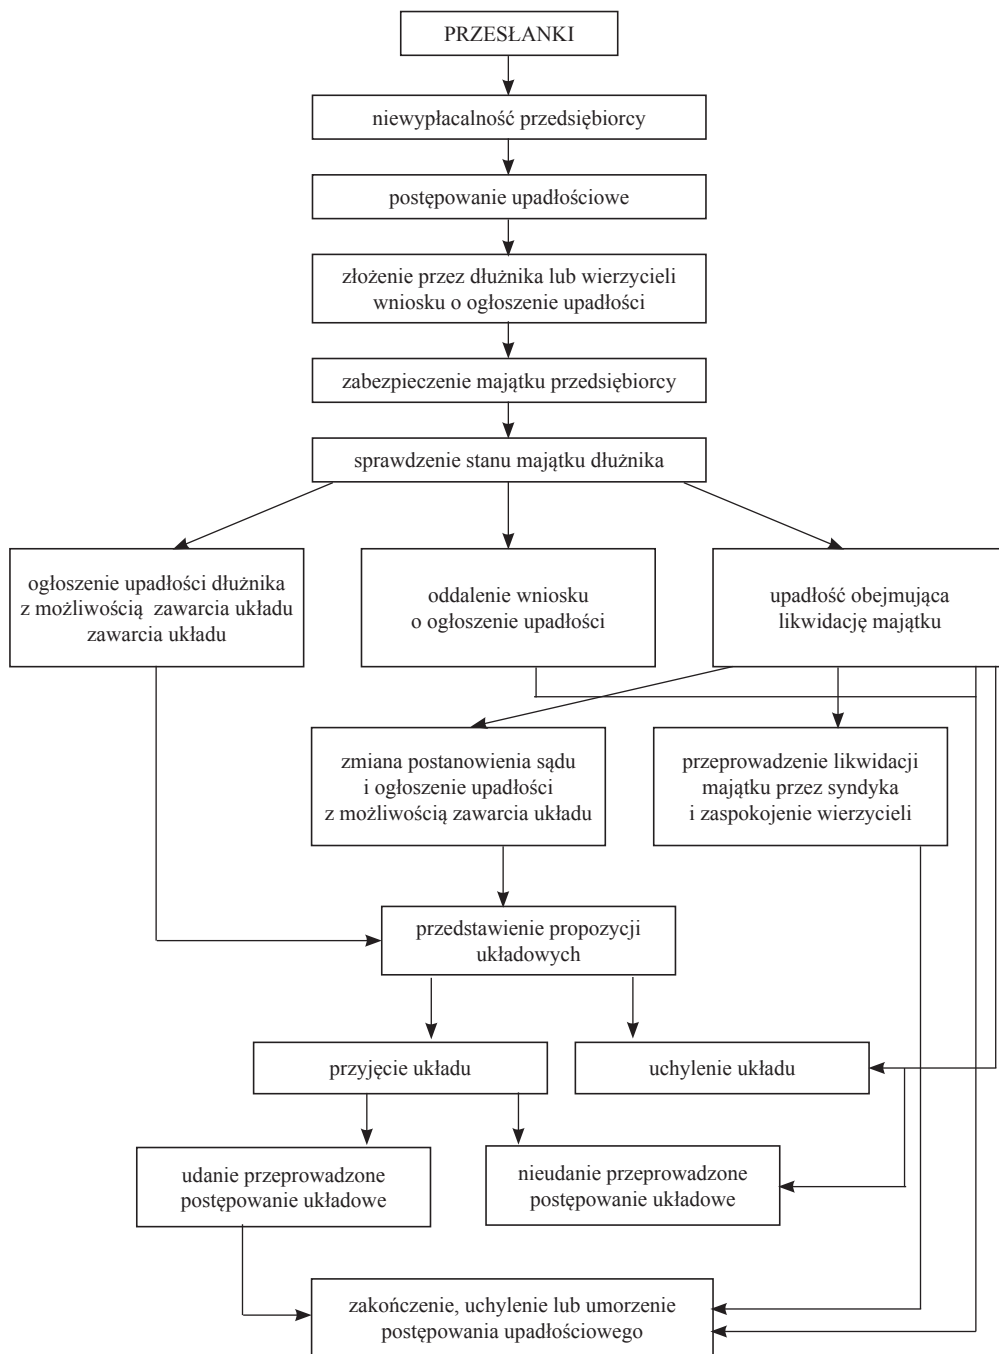 PRZESŁANKI
niewypłacalność przedsiębiorcy
postępowanie upadłościowe
złożenie przez dłużnika lub wierzycieli
wniosku o ogłoszenie upadłości
zabezpieczenie majątku przedsiębiorcy
sprawdzenie stanu majątku dłużnika
ogłoszenie upadłości dłużnika
z możliwością zawarcia układu
zawarcia układu
oddalenie wniosku
o ogłoszenie upadłości
upadłość obejmująca
likwidację majątku
zmiana postanowienia sądu
i ogłoszenie upadłości
z możliwością zawarcia układu
przeprowadzenie likwidacji
majątku przez syndyka
i zaspokojenie wierzycieli
przedstawienie propozycji
układowych
przyjęcie układu
uchylenie układu
udanie przeprowadzone
postępowanie układowe
nieudanie przeprowadzone
postępowanie układowe
zakończenie, uchylenie lub umorzenie
postępowania upadłościowego